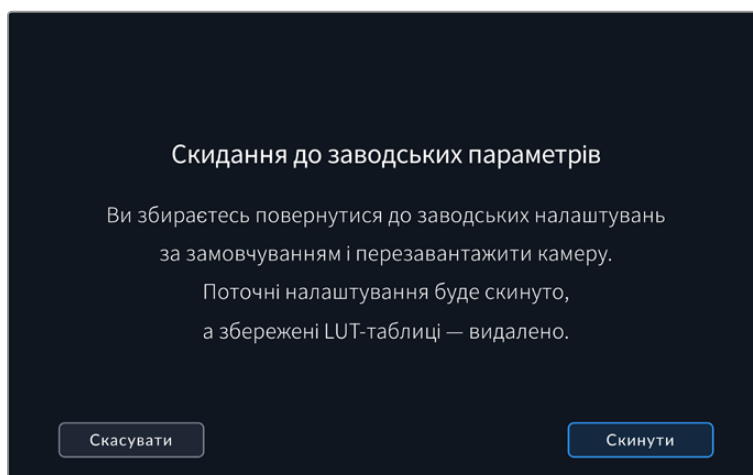 Скидання до заводських параметрів
Ви збираєтесь повернутися до заводських налаштувань
за замовчуванням і перезавантажити камеру.
Поточні налаштування буде скинуто,
а збережені LUT-таблиці — видалено.
Скасувати
Скинути